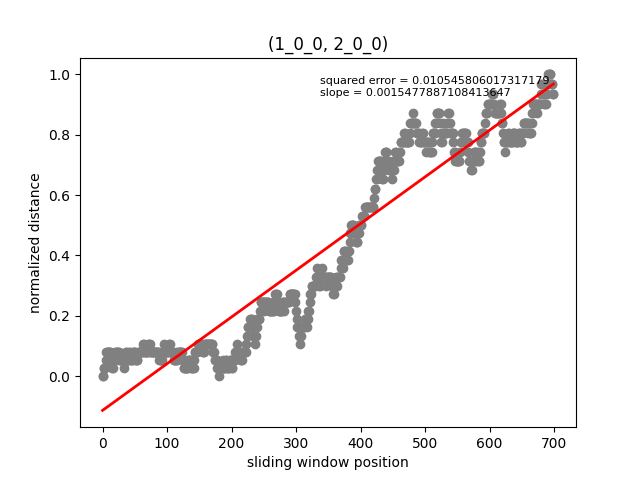 (1_0_0, 2_0_0)
squared error = 0.010545806017317179
slope = 0.0015477887108413647
normalized distance
1.0
0.8
0.6
0.4
0.2
0.0
0 100 200 300 400 500 600 700
sliding window position